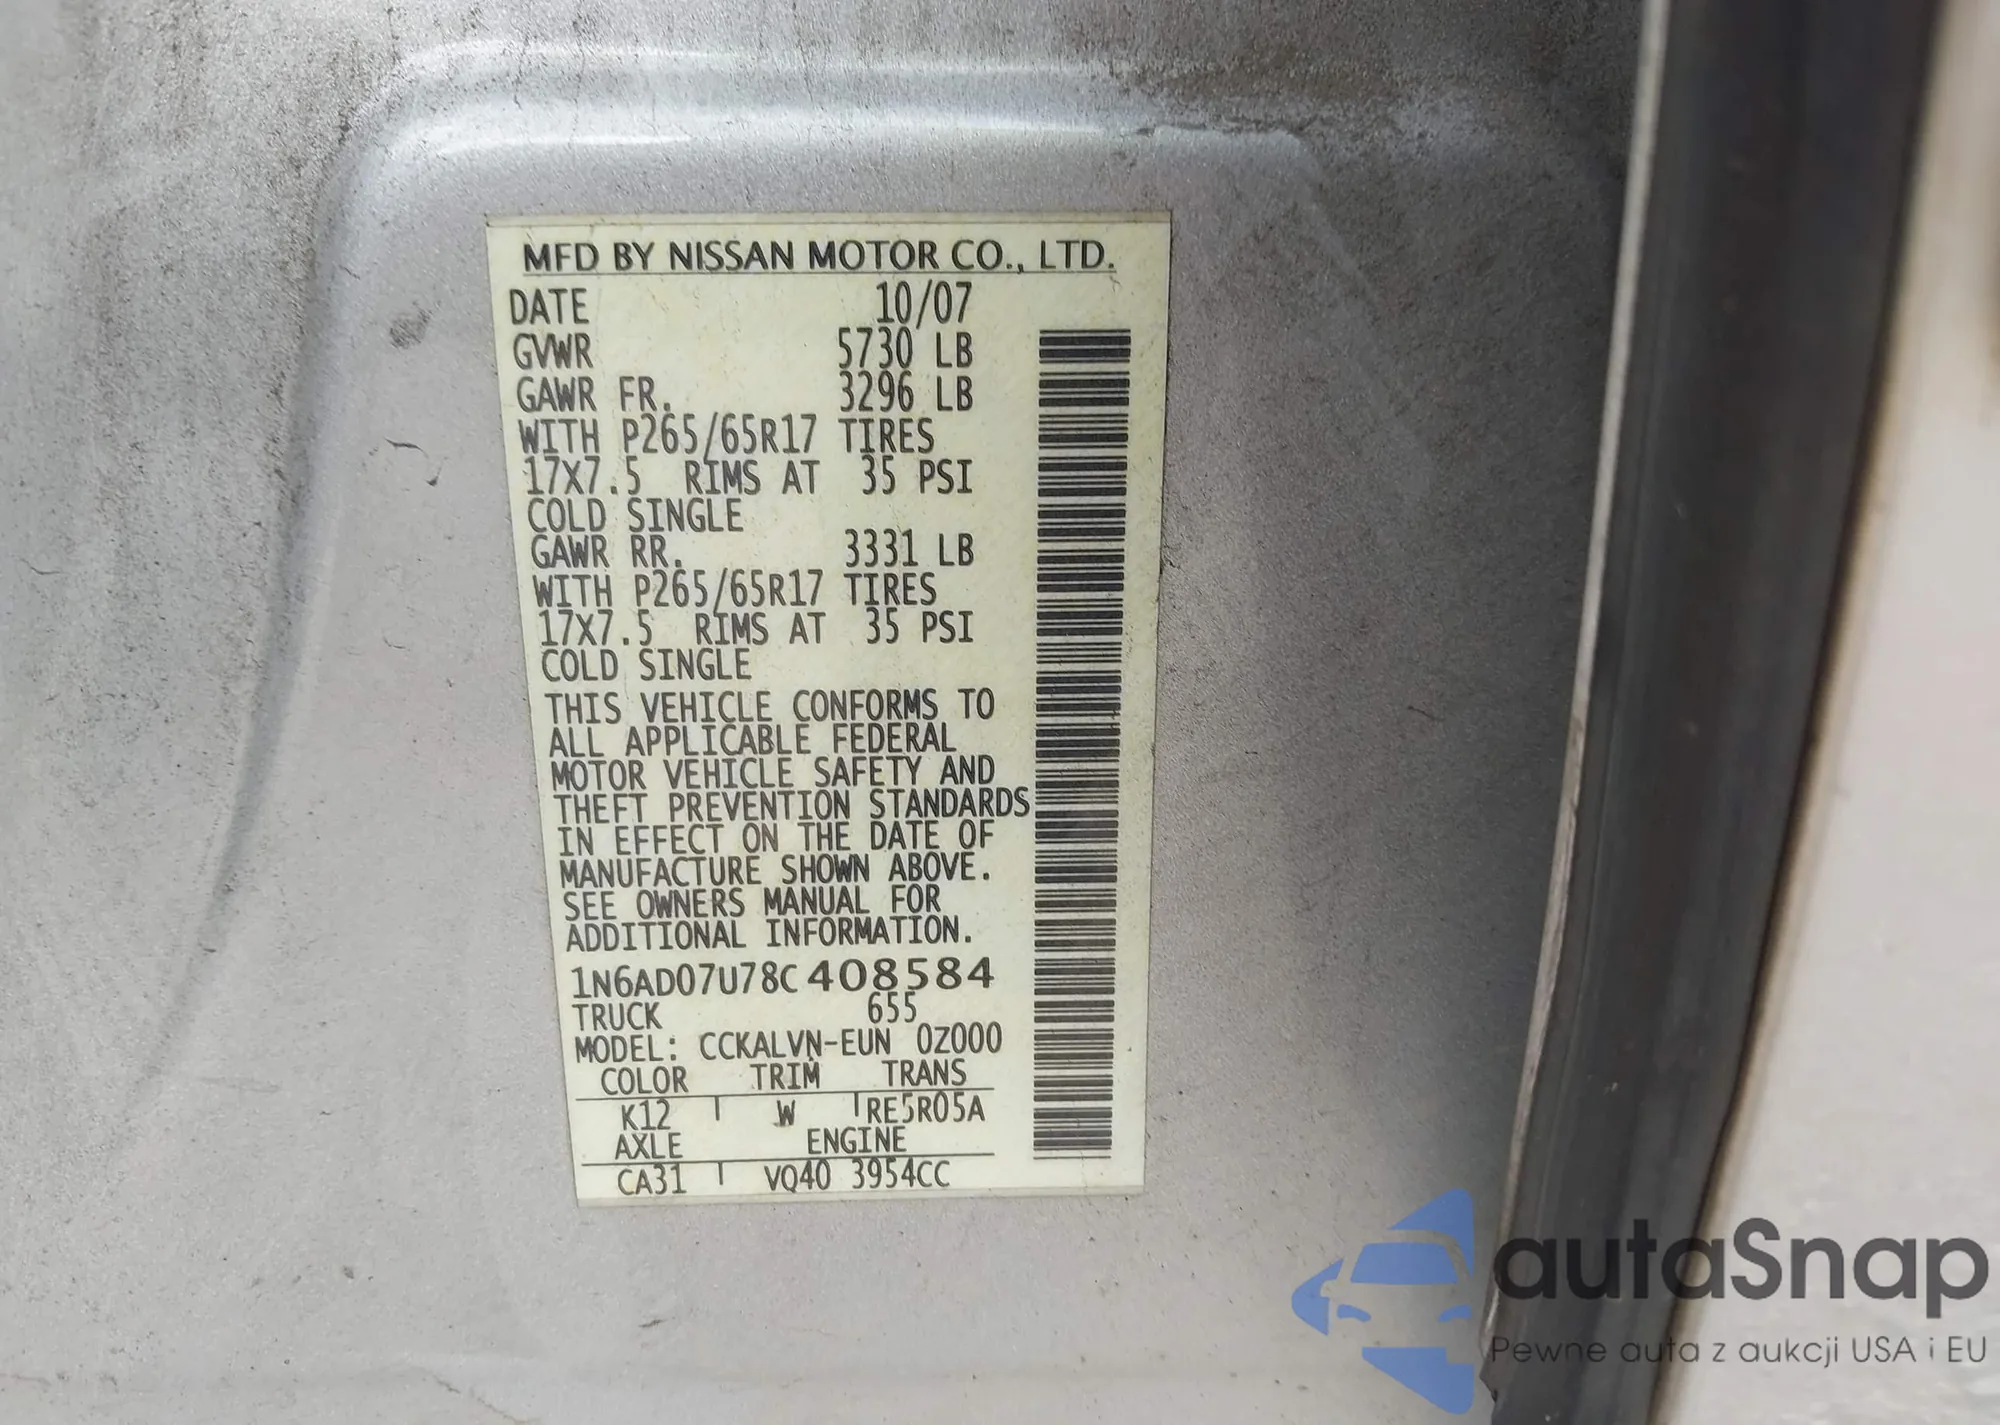 MFD BY NISSAN MOTOR CO., LTD.
DATE 10/07
GVWR 5730 LB
GAWR FR. 3296 LB
WITH P265/65R17 TIRES
17X7.5 RIMS AT 35 PSI
COLD SINGLE
GAWR RR. 3331 LB
WITH P265/65R17 TIRES
17X7.5 RIMS AT 35 PSI
COLD SINGLE
THIS VEHICLE CONFORMS TO
ALL APPLICABLE FEDERAL
MOTOR VEHICLE SAFETY AND
THEFT PREVENTION STANDARDS
IN EFFECT ON THE DATE OF
MANUFACTURE SHOWN ABOVE.
SEE OWNERS MANUAL FOR
ADDITIONAL INFORMATION.
1N6AD07U78C408584
TRUCK 655
MODEL: CCKALVN-EUN 0Z000
COLOR TRIM TRANS
K12 W RE5R05A
AXLE ENGINE
CA31 VQ40 3954CC
autaSnap
Pewne auta z aukcji USA i EU